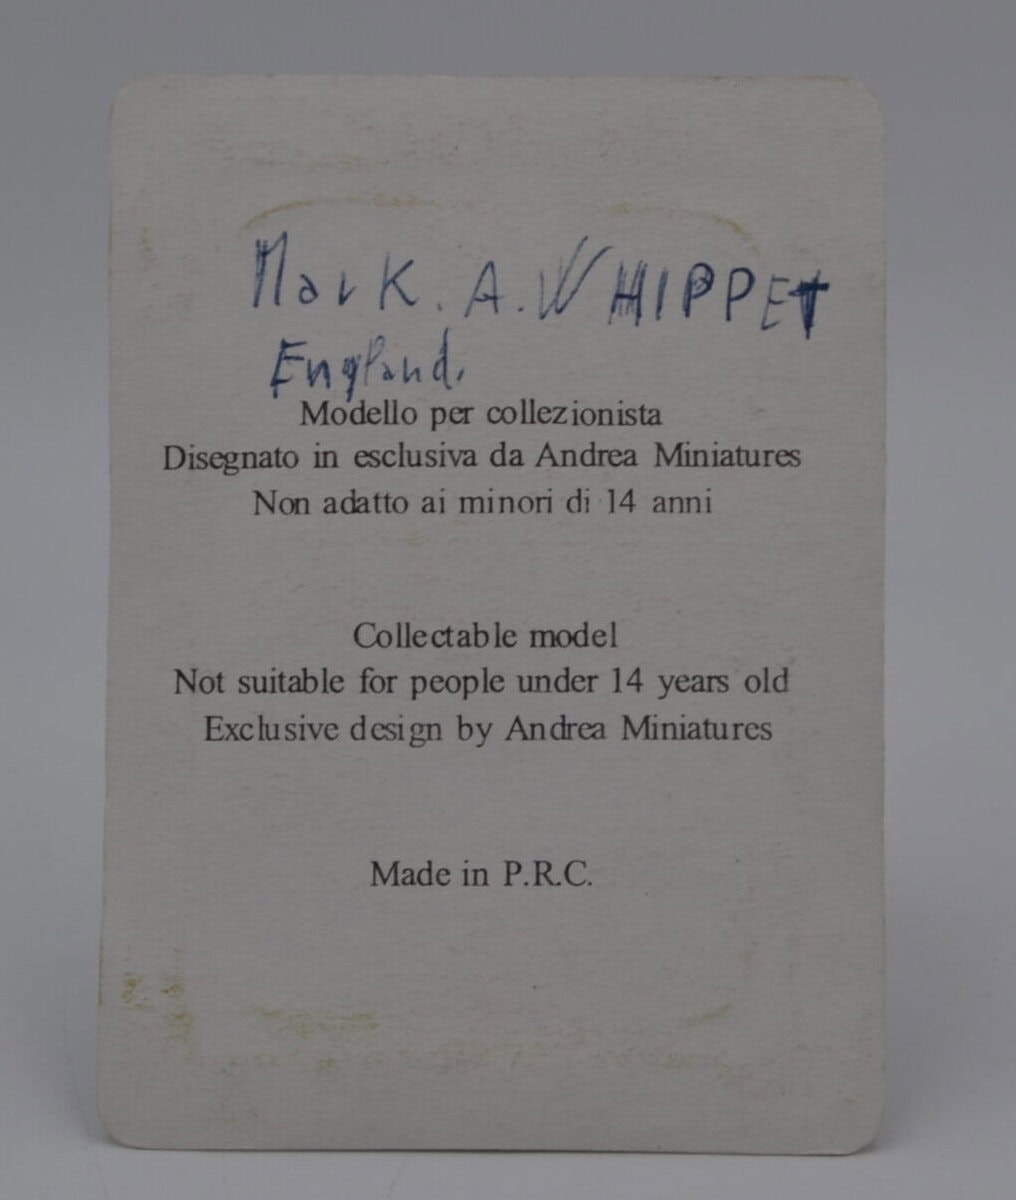 Mark. A. WHIPPET
England.
Modello per collezionista
Disegnato in esclusiva da Andrea Miniatures
Non adatto ai minori di 14 anni
Collectable model
Not suitable for people under 14 years old
Exclusive design by Andrea Miniatures
Made in P.R.C.